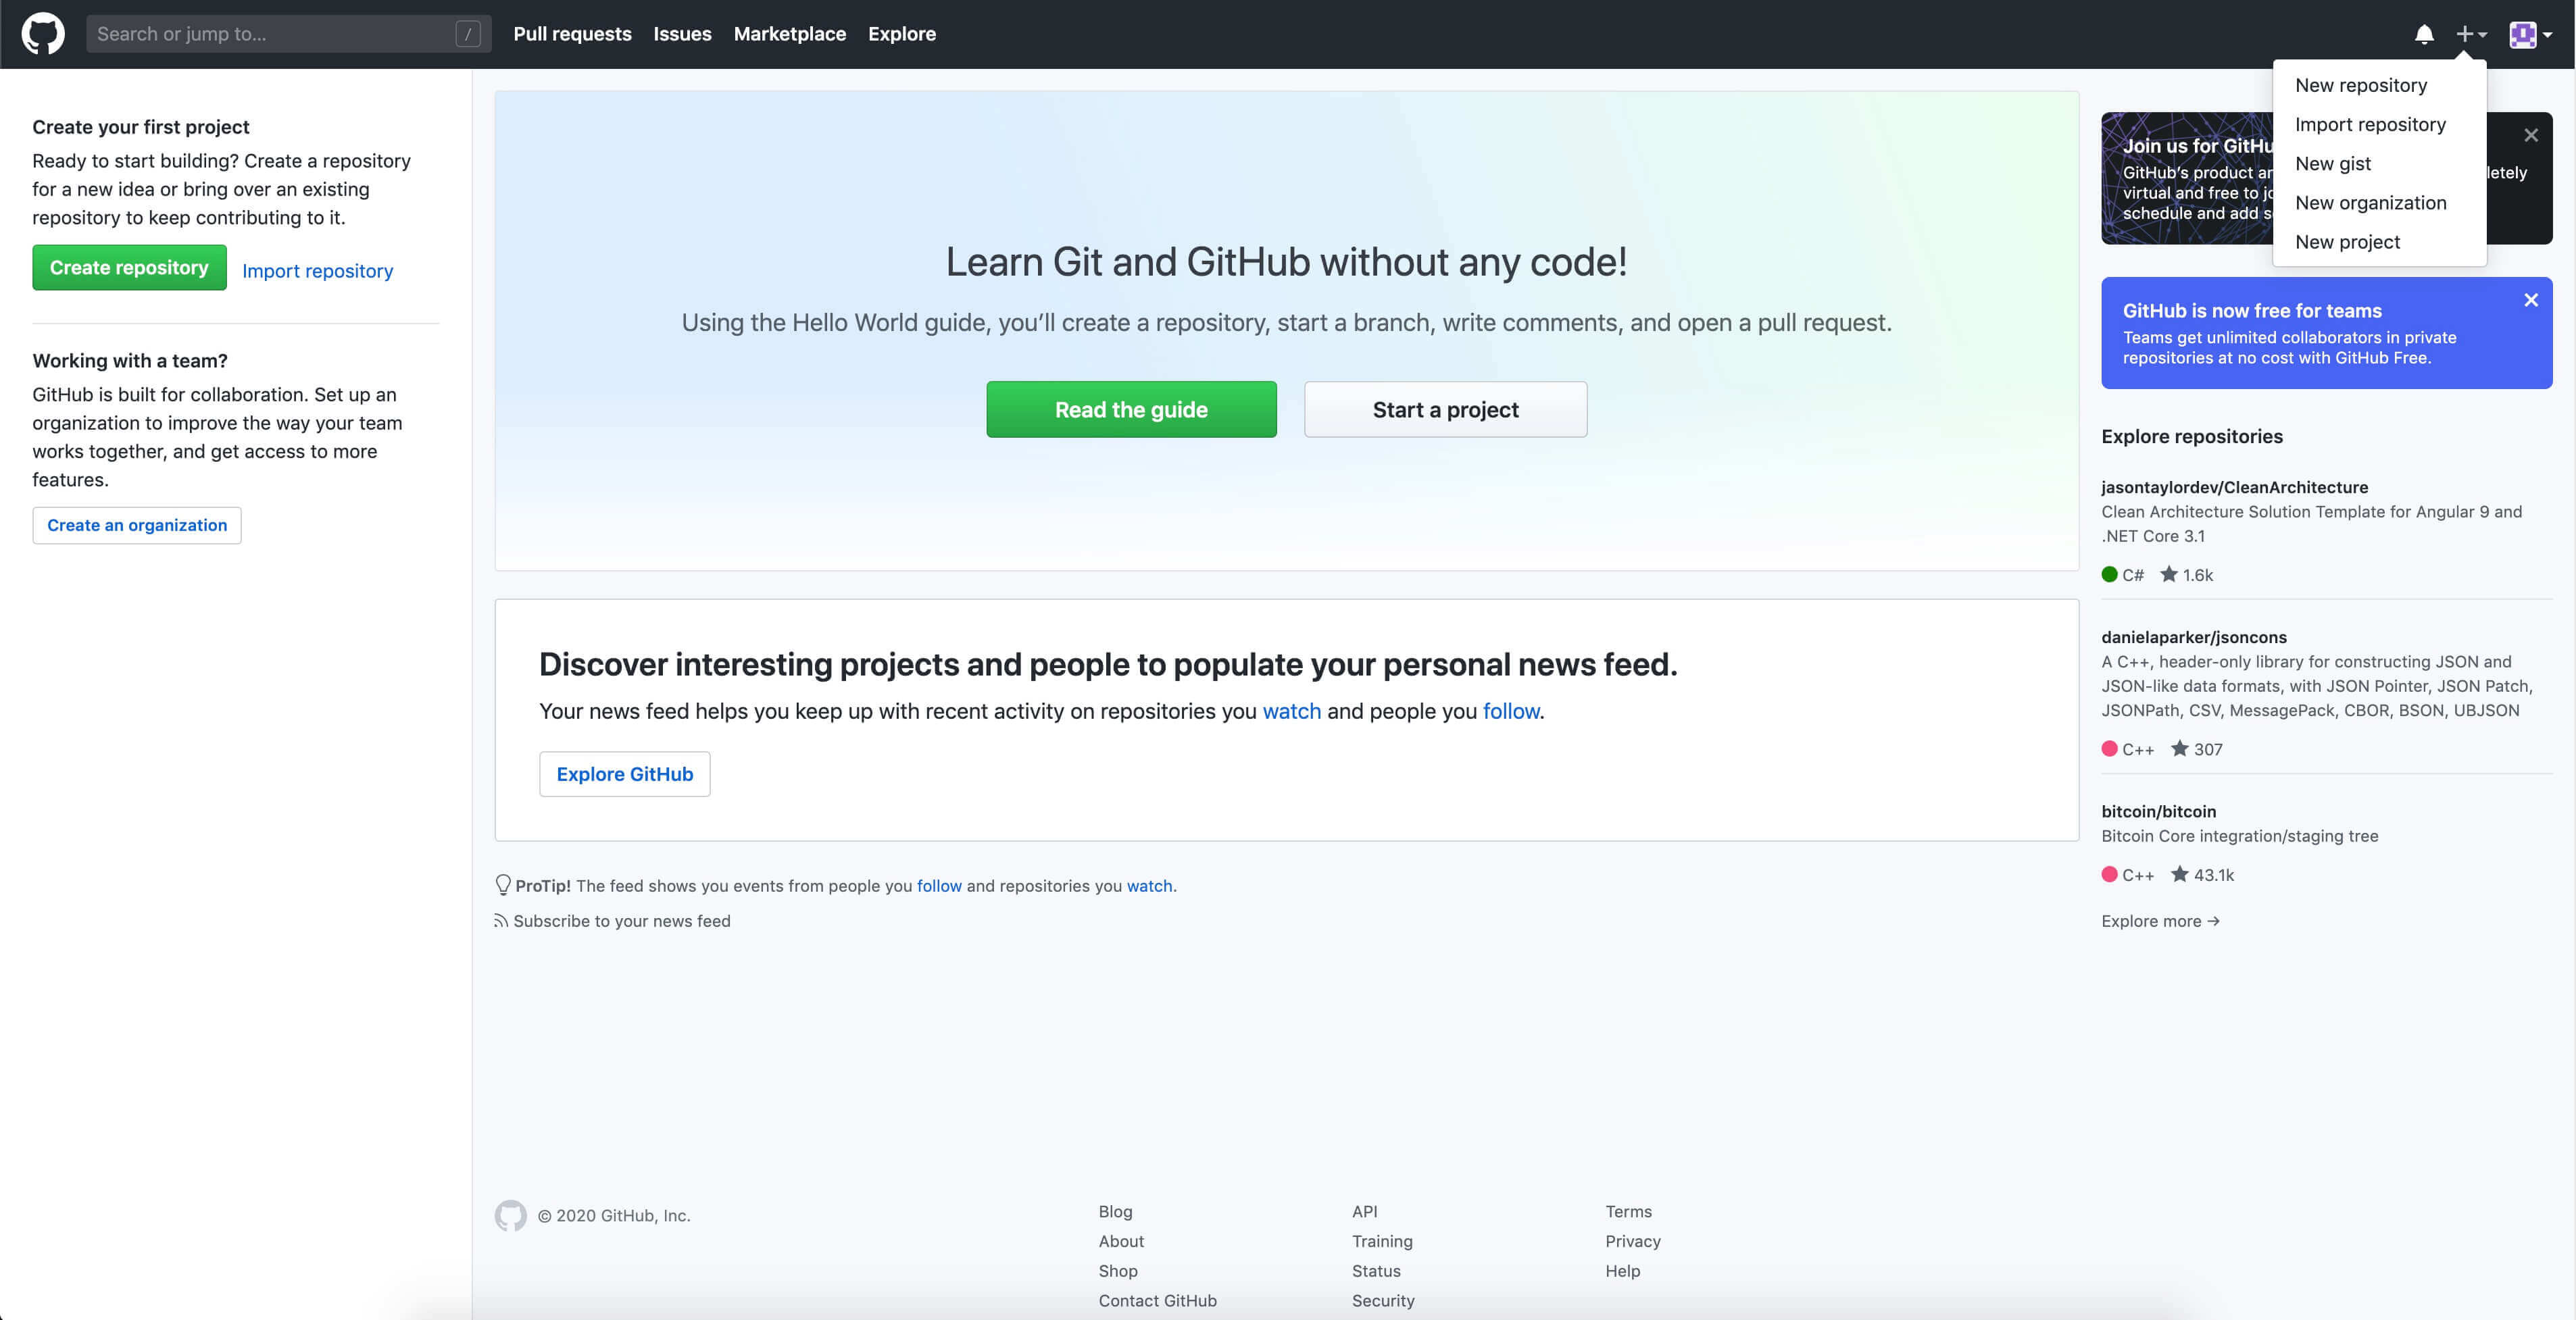 Search or jump to...
/
Pull requests
Issues
Marketplace
Explore
New repository
Import repository
New gist
New organization
New project
Create your first project
Ready to start building? Create a repository
for a new idea or bring over an existing
repository to keep contributing to it.
Create repository
Import repository
Working with a team?
GitHub is built for collaboration. Set up an
organization to improve the way your team
works together, and get access to more
features.
Create an organization
Learn Git and GitHub without any code!
Using the Hello World guide, you’ll create a repository, start a branch, write comments, and open a pull request.
Read the guide
Start a project
Discover interesting projects and people to populate your personal news feed.
Your news feed helps you keep up with recent activity on repositories you watch and people you follow.
Explore GitHub
ProTip! The feed shows you events from people you follow and repositories you watch.
Subscribe to your news feed
Join us for
GitHub’s product
virtual and free to
schedule and add
GitHub is now free for teams
Teams get unlimited collaborators in private
repositories at no cost with GitHub Free.
Explore repositories
jasontaylordev/CleanArchitecture
Clean Architecture Solution Template for Angular 9 and
.NET Core 3.1
C# 1.6k
danielaparker/jsoncons
A C++, header-only library for constructing JSON and
JSON-like data formats, with JSON Pointer, JSON Patch,
JSONPath, CSV, MessagePack, CBOR, BSON, UBJSON
C++ 307
bitcoin/bitcoin
Bitcoin Core integration/staging tree
C++ 43.1k
Explore more →
© 2020 GitHub, Inc.
Blog
About
Shop
Contact GitHub
API
Training
Status
Security
Terms
Privacy
Help